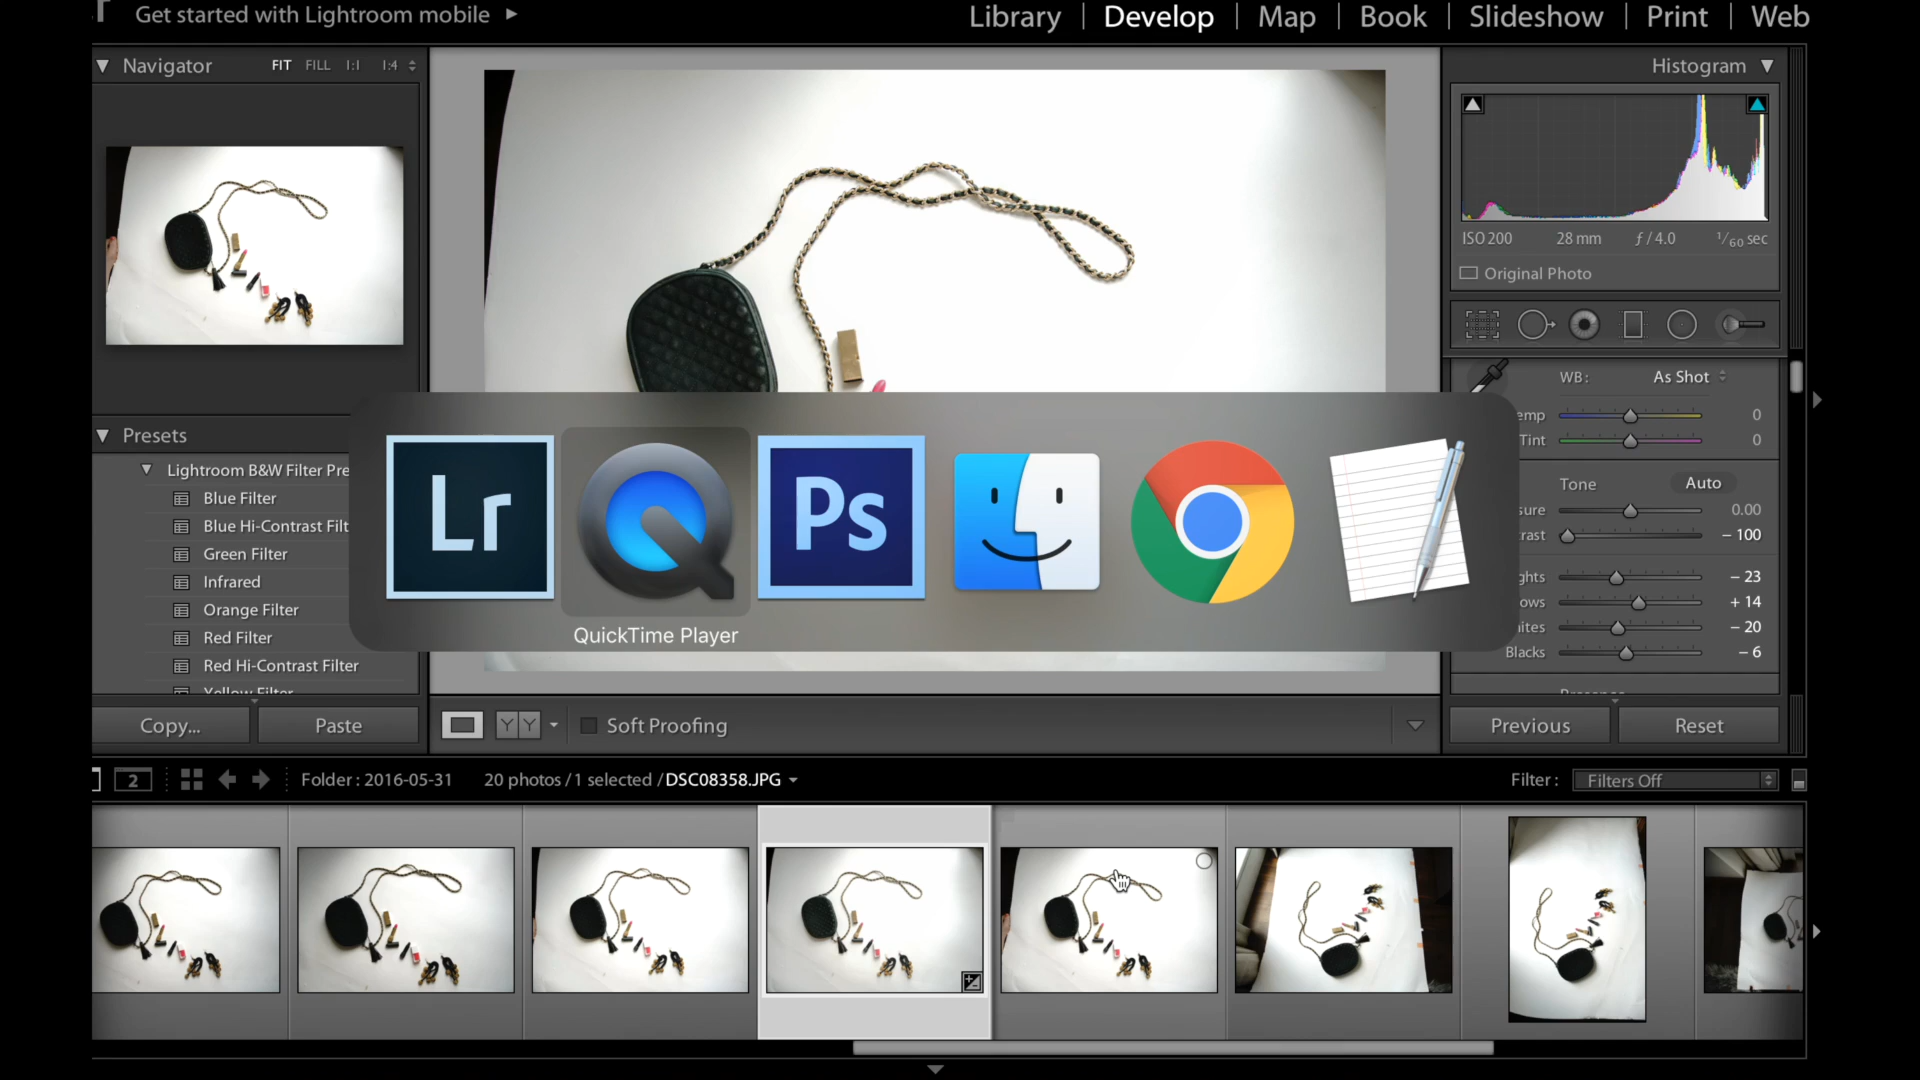 Get started with Lightroom mobile
Library | Develop | Map | Book | Slideshow | Print | Web
Navigator FIT FILL 1:1 1:4
Histogram
ISO 200 28 mm ƒ / 4.0 1/60 sec
Original Photo
WB: As Shot
emp 0
Tint 0
Tone Auto
sure 0.00
rast – 100
ghts – 23
ows + 14
ites – 20
Blacks – 6
Presets
Lightroom B&W Filter Pre
Blue Filter
Blue Hi-Contrast Filt
Green Filter
Infrared
Orange Filter
Red Filter
Red Hi-Contrast Filter
Yellow Filter
Lr
Ps
QuickTime Player
Copy... Paste
Y Y Soft Proofing
Previous Reset
2 Folder : 2016-05-31 20 photos / 1 selected / DSC08358.JPG
Filter : Filters Off